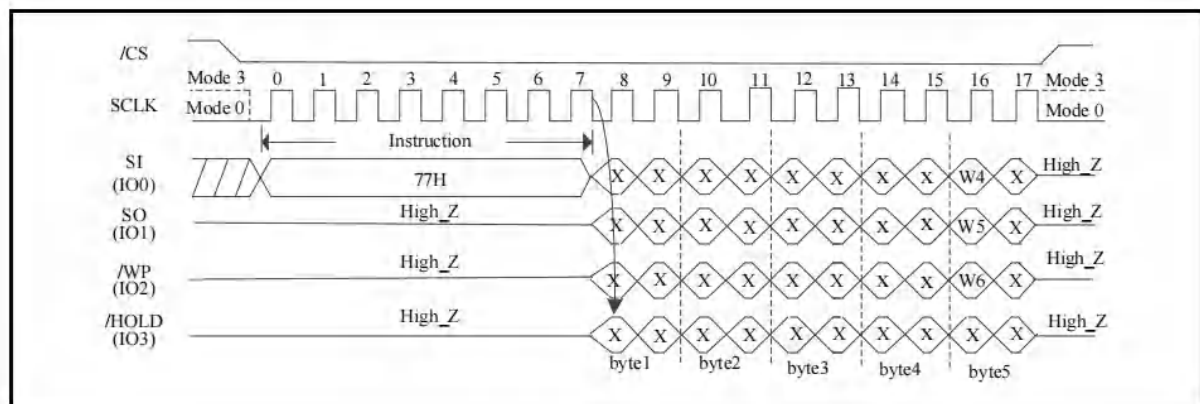 /CS
Mode 3 0 1 2 3 4 5 6 7 8 9 10 11 12 13 14 15 16 17 Mode 3
SCLK Mode 0 Mode 0
Instruction
SI
(IO0) 77H X X X X X X X X W4 X High_Z
SO
(IO1) High_Z X X X X X X X X W5 X High_Z
/WP
(IO2) High_Z X X X X X X X X W6 X High_Z
/HOLD
(IO3) High_Z X X X X X X X X X X High_Z
byte1 byte2 byte3 byte4 byte5